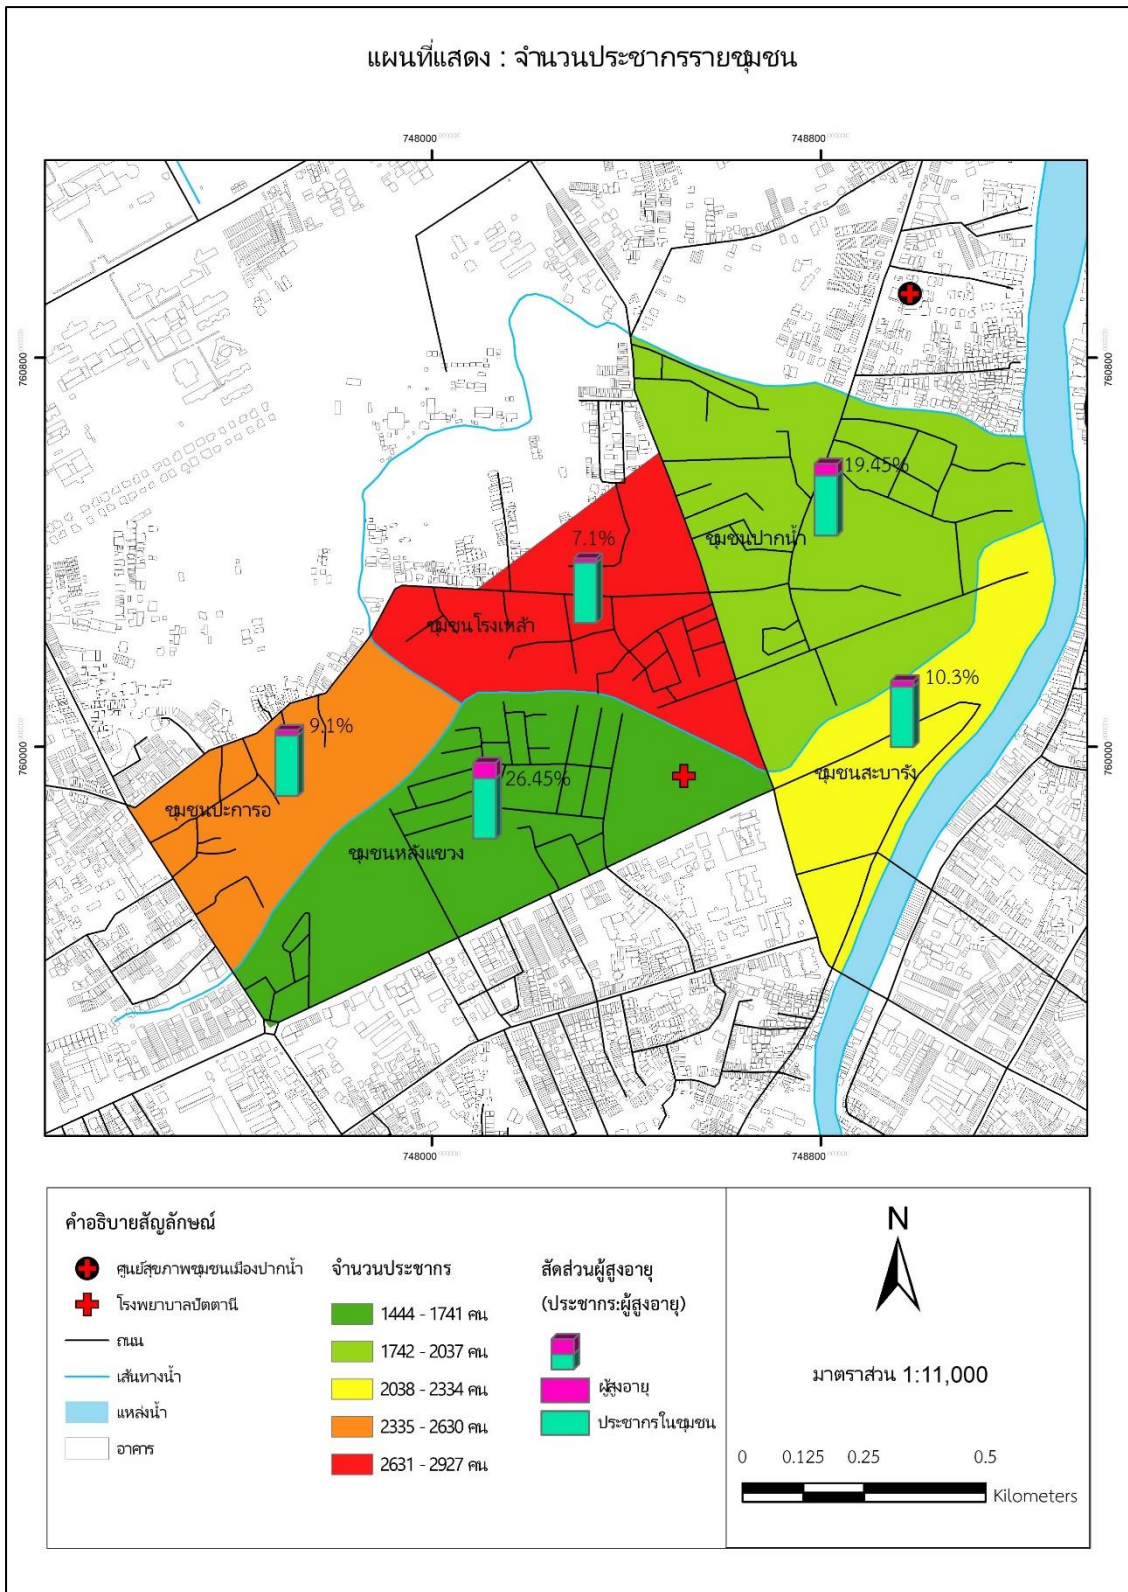 แผนที่แสดง : จำนวนประชากรรายชุมชน
748000
748800
760800
760800
19.45%
ชุมชนปากน้ำ
7.1%
ชุมชนโรงเหล้า
10.3%
ชุมชนสะบารัง
9.1%
ชุมชนปะการอ
26.45%
ชุมชนหลังแขวง
760000
760000
748000
748800
คำอธิบายสัญลักษณ์
ศูนย์สุขภาพชุมชนเมืองปากน้ำ
โรงพยาบาลปัตตานี
ถนน
เส้นทางน้ำ
แหล่งน้ำ
อาคาร
จำนวนประชากร
1444 - 1741 คน
1742 - 2037 คน
2038 - 2334 คน
2335 - 2630 คน
2631 - 2927 คน
สัดส่วนผู้สูงอายุ
(ประชากร:ผู้สูงอายุ)
ผู้สูงอายุ
ประชากรในชุมชน
N
มาตราส่วน 1:11,000
0 0.125 0.25 0.5
Kilometers